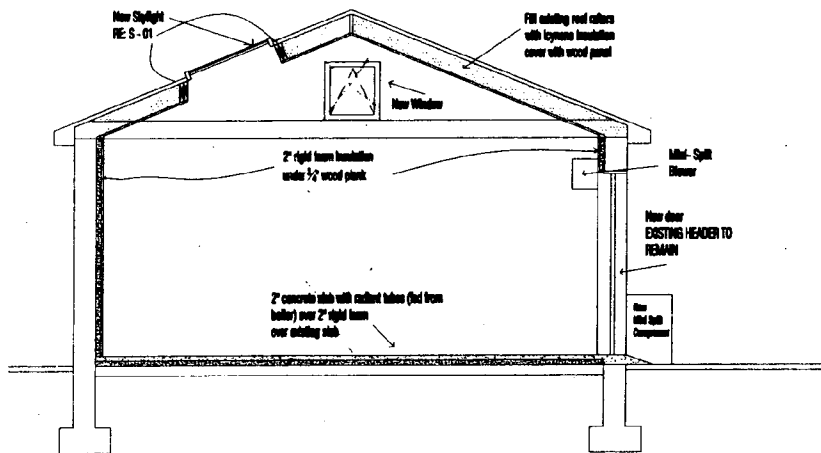 New Skylight
RE: S - 01
Fill existing roof rafters
with Icynene insulation
cover with wood panel
New Window
2" rigid foam insulation
under ¾" wood plank
Mini - Split
Blower
New door
EXISTING HEADER TO
REMAIN
2" concrete slab with radiant tubes (fed from
boiler) over 2" rigid foam
over existing slab
New
Mini Split
Compressor